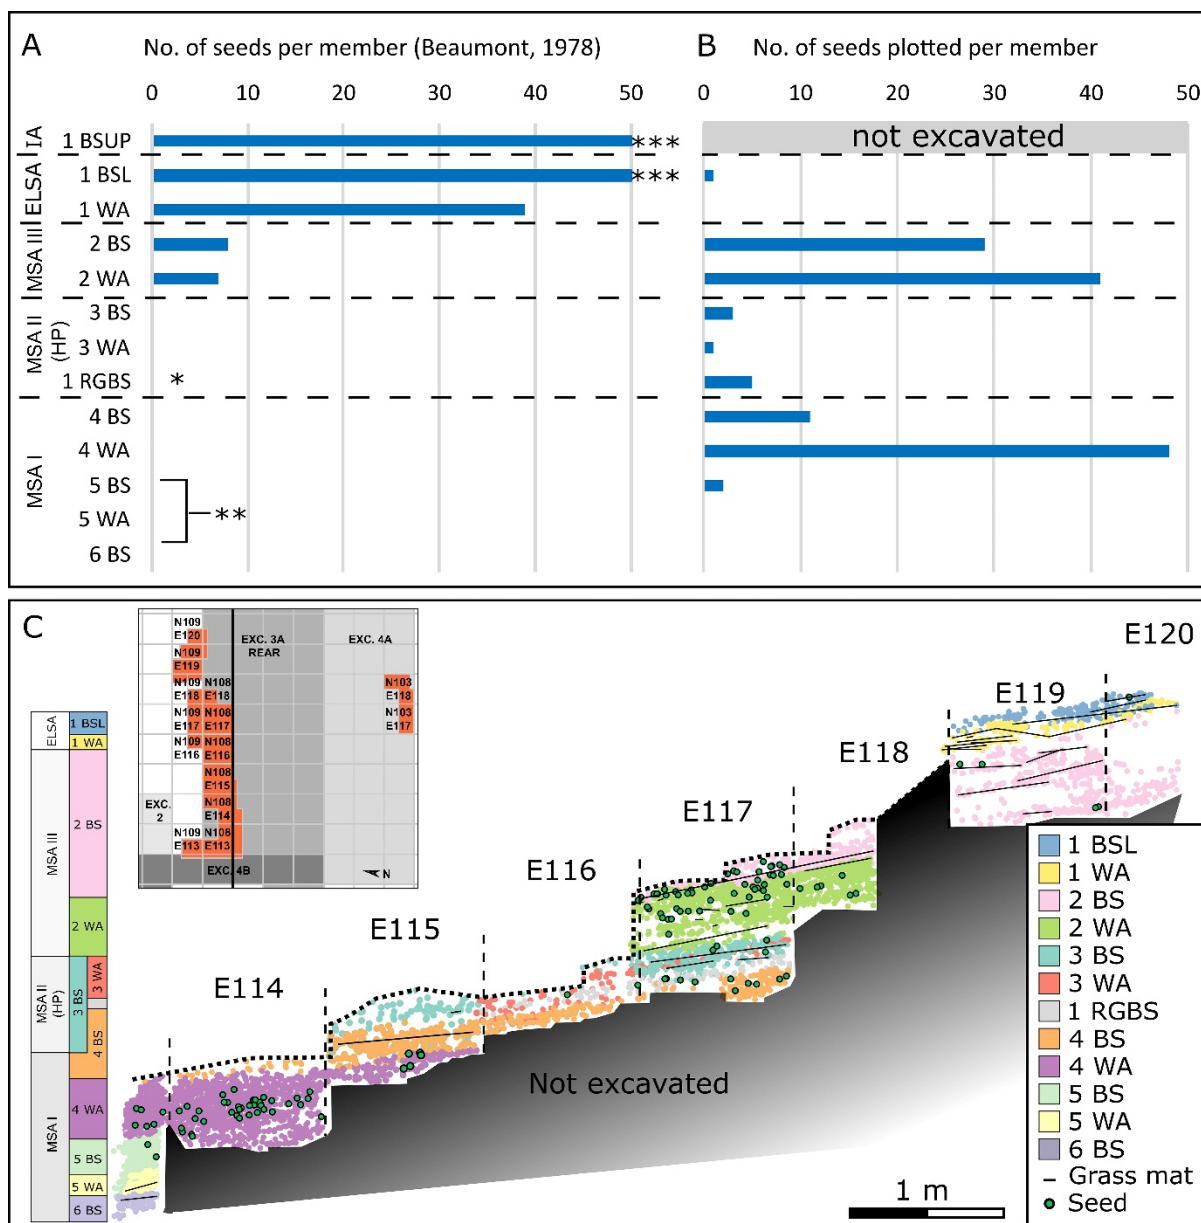 A
No. of seeds per member (Beaumont, 1978)
0 10 20 30 40 50
IA
1 BSUP
***
ELSA
1 BSL
***
1 WA
MSA III
2 BS
2 WA
MSA II
(HP)
3 BS
3 WA
1 RGBS
*
MSA I
4 BS
4 WA
5 BS
5 WA
**
6 BS
B
No. of seeds plotted per member
0 10 20 30 40 50
not excavated
C
N109
E120
N109
E119
N109 N108
E118 E118
N109 N108
E117 E117
N109 N108
E116 E116
N108
E115
N108
E114
N109 N108
E113 E113
EXC. 3A
REAR
EXC. 4A
N103
E118
N103
E117
EXC.
2
EXC. 4B
N
ELSA
1 BSL
1 WA
MSA III
2 BS
2 WA
MSA II
(HP)
3 BS
3 WA
4 BS
MSA I
4 WA
5 BS
5 WA
6 BS
E114
E115
E116
E117
E118
E119
E120
Not excavated
1 m
1 BSL
1 WA
2 BS
2 WA
3 BS
3 WA
1 RGBS
4 BS
4 WA
5 BS
5 WA
6 BS
Grass mat
Seed